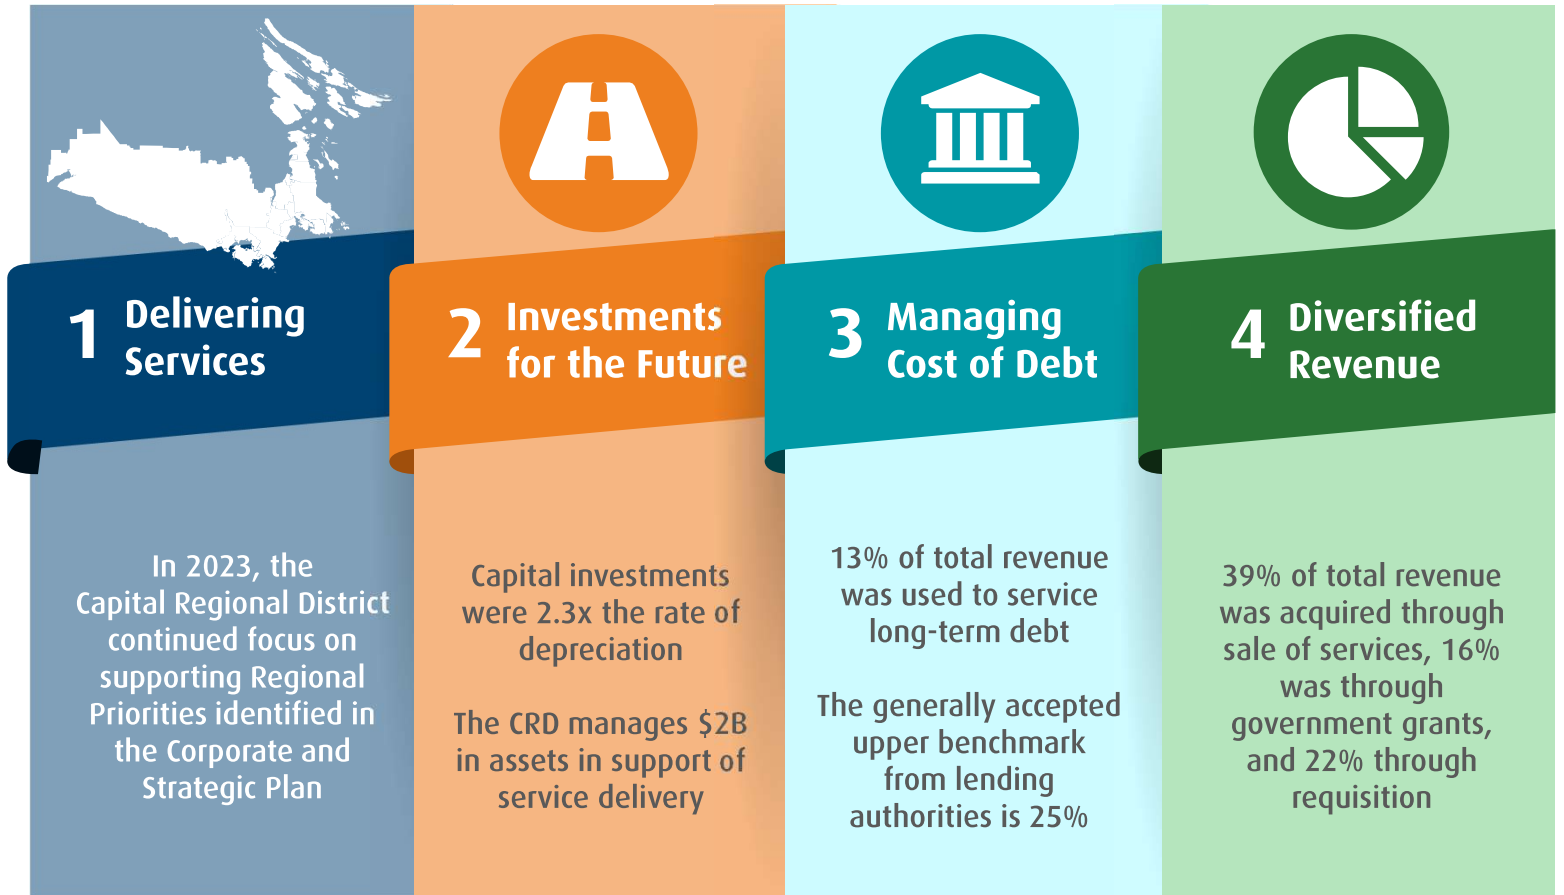 1 Delivering
Services
In 2023, the
Capital Regional District
continued focus on
supporting Regional
Priorities identified in
the Corporate and
Strategic Plan
2 Investments
for the Future
Capital investments
were 2.3x the rate of
depreciation
The CRD manages $2B
in assets in support of
service delivery
3 Managing
Cost of Debt
13% of total revenue
was used to service
long-term debt
The generally accepted
upper benchmark
from lending
authorities is 25%
4 Diversified
Revenue
39% of total revenue
was acquired through
sale of services, 16%
was through
government grants,
and 22% through
requisition